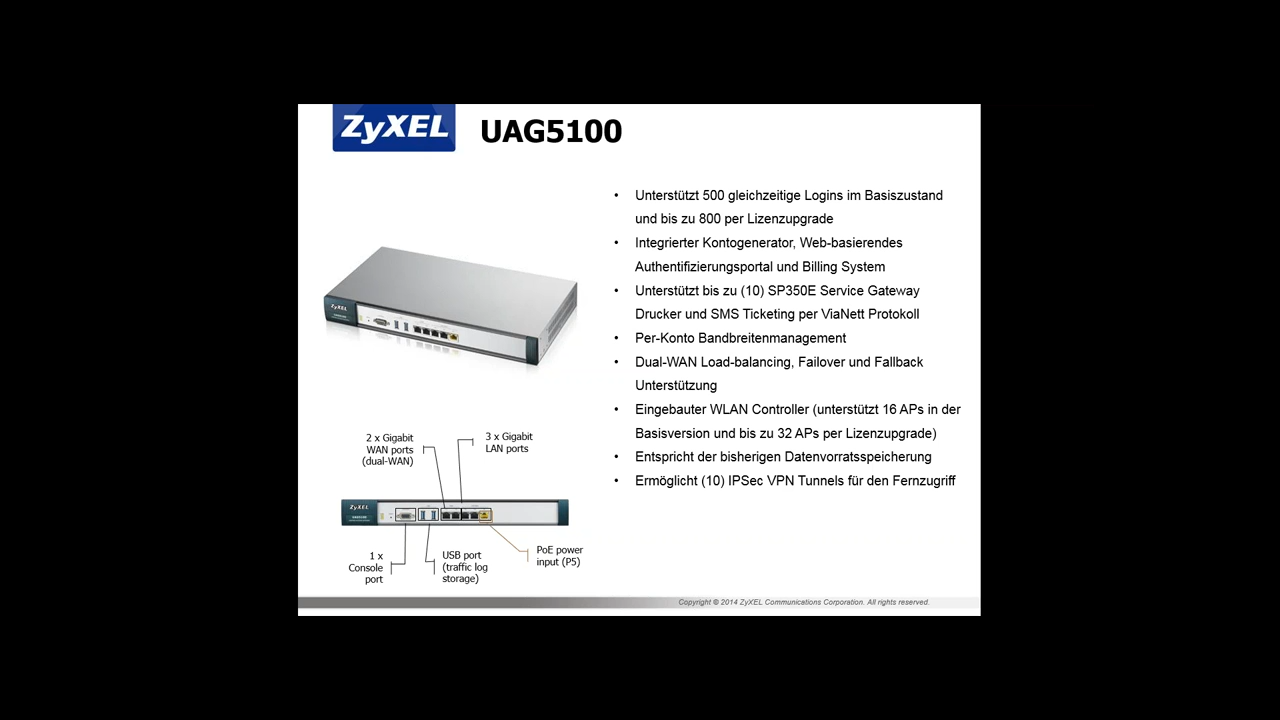 ZyXEL
UAG5100
• Unterstützt 500 gleichzeitige Logins im Basiszustand
und bis zu 800 per Lizenzupgrade
• Integrierter Kontogenerator, Web-basierendes
Authentifizierungsportal und Billing System
• Unterstützt bis zu (10) SP350E Service Gateway
Drucker und SMS Ticketing per ViaNett Protokoll
• Per-Konto Bandbreitenmanagement
• Dual-WAN Load-balancing, Failover und Fallback
Unterstützung
• Eingebauter WLAN Controller (unterstützt 16 APs in der
Basisversion und bis zu 32 APs per Lizenzupgrade)
• Entspricht der bisherigen Datenvorratsspeicherung
• Ermöglicht (10) IPSec VPN Tunnels für den Fernzugriff
ZyXEL
2 x Gigabit
WAN ports
(dual-WAN)
3 x Gigabit
LAN ports
ZyXEL
1 x
Console
port
USB port
(traffic log
storage)
PoE power
input (P5)
Copyright © 2014 ZyXEL Communications Corporation. All rights reserved.